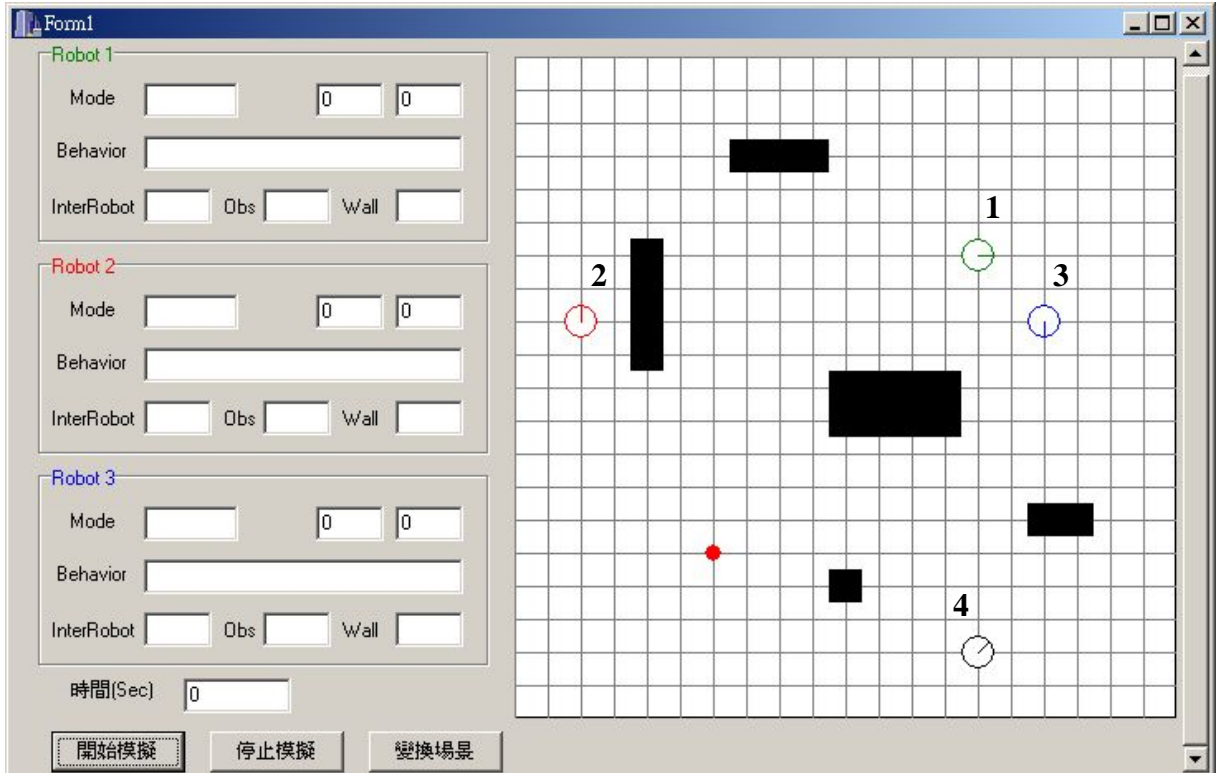 Form1
Robot 1
Mode 0 0
Behavior
InterRobot Obs Wall
Robot 2
Mode 0 0
Behavior
InterRobot Obs Wall
Robot 3
Mode 0 0
Behavior
InterRobot Obs Wall
時間(Sec) 0
開始模擬 停止模擬 變換場景
1
2
3
4